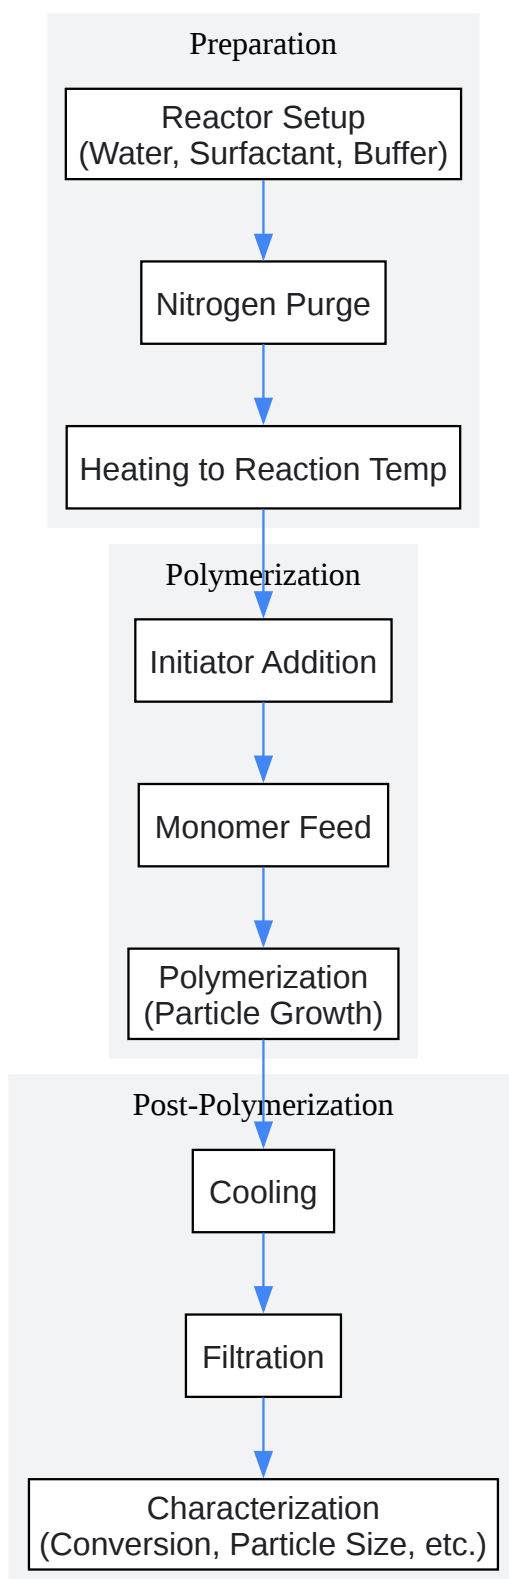 Preparation
Reactor Setup
(Water, Surfactant, Buffer)
Nitrogen Purge
Heating to Reaction Temp
Polymerization
Initiator Addition
Monomer Feed
Polymerization
(Particle Growth)
Post-Polymerization
Cooling
Filtration
Characterization
(Conversion, Particle Size, etc.)